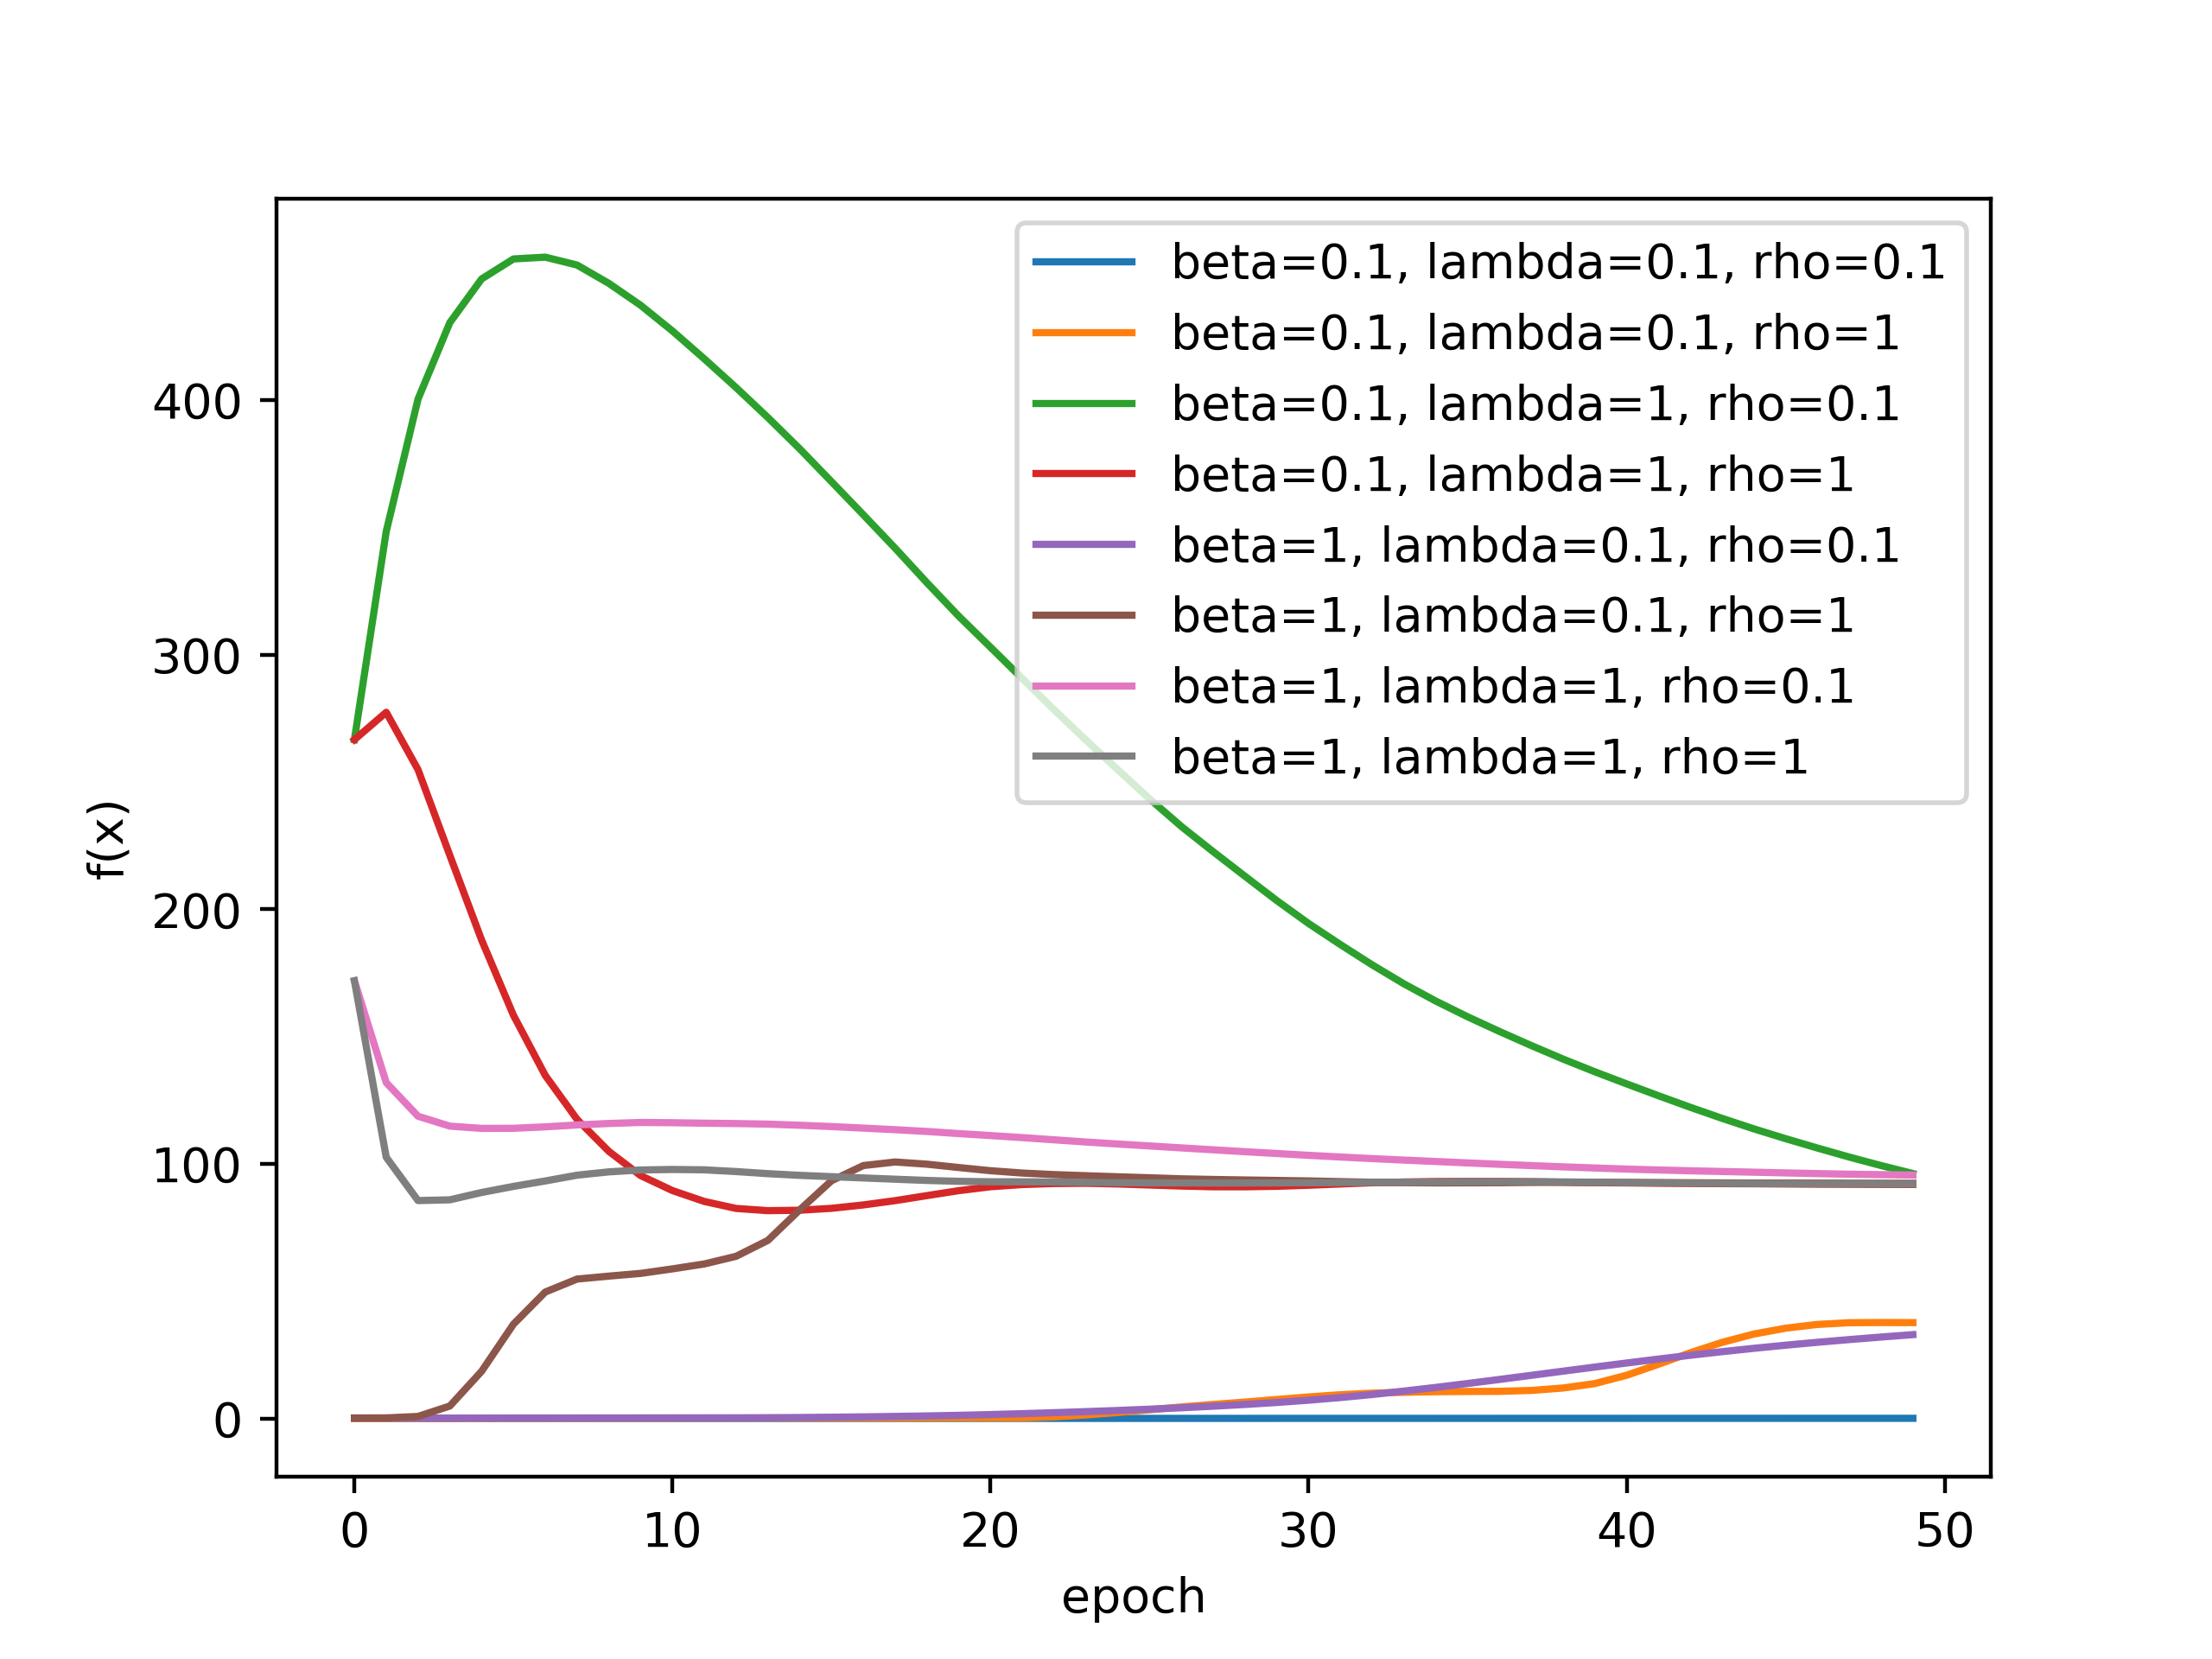 beta=0.1, lambda=0.1, rho=0.1
beta=0.1, lambda=0.1, rho=1
beta=0.1, lambda=1, rho=0.1
beta=0.1, lambda=1, rho=1
beta=1, lambda=0.1, rho=0.1
beta=1, lambda=0.1, rho=1
beta=1, lambda=1, rho=0.1
beta=1, lambda=1, rho=1
400
300
200
100
0
f(x)
0 10 20 30 40 50
epoch